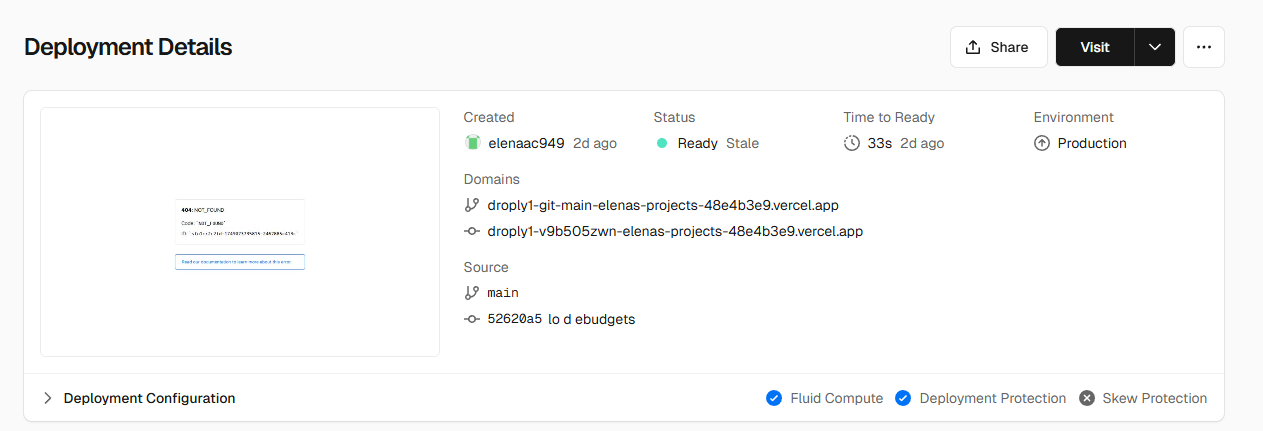 Deployment Details
Share
Visit
Created
elenaac949 2d ago
Status
Ready Stale
Time to Ready
33s 2d ago
Environment
Production
404: NOT_FOUND
Code: `NOT_FOUND`
Read our documentation to learn more about this error.
Domains
droply1-git-main-elenas-projects-48e4b3e9.vercel.app
droply1-v9b505zwn-elenas-projects-48e4b3e9.vercel.app
Source
main
52620a5 lo d ebudgets
Deployment Configuration
Fluid Compute
Deployment Protection
Skew Protection